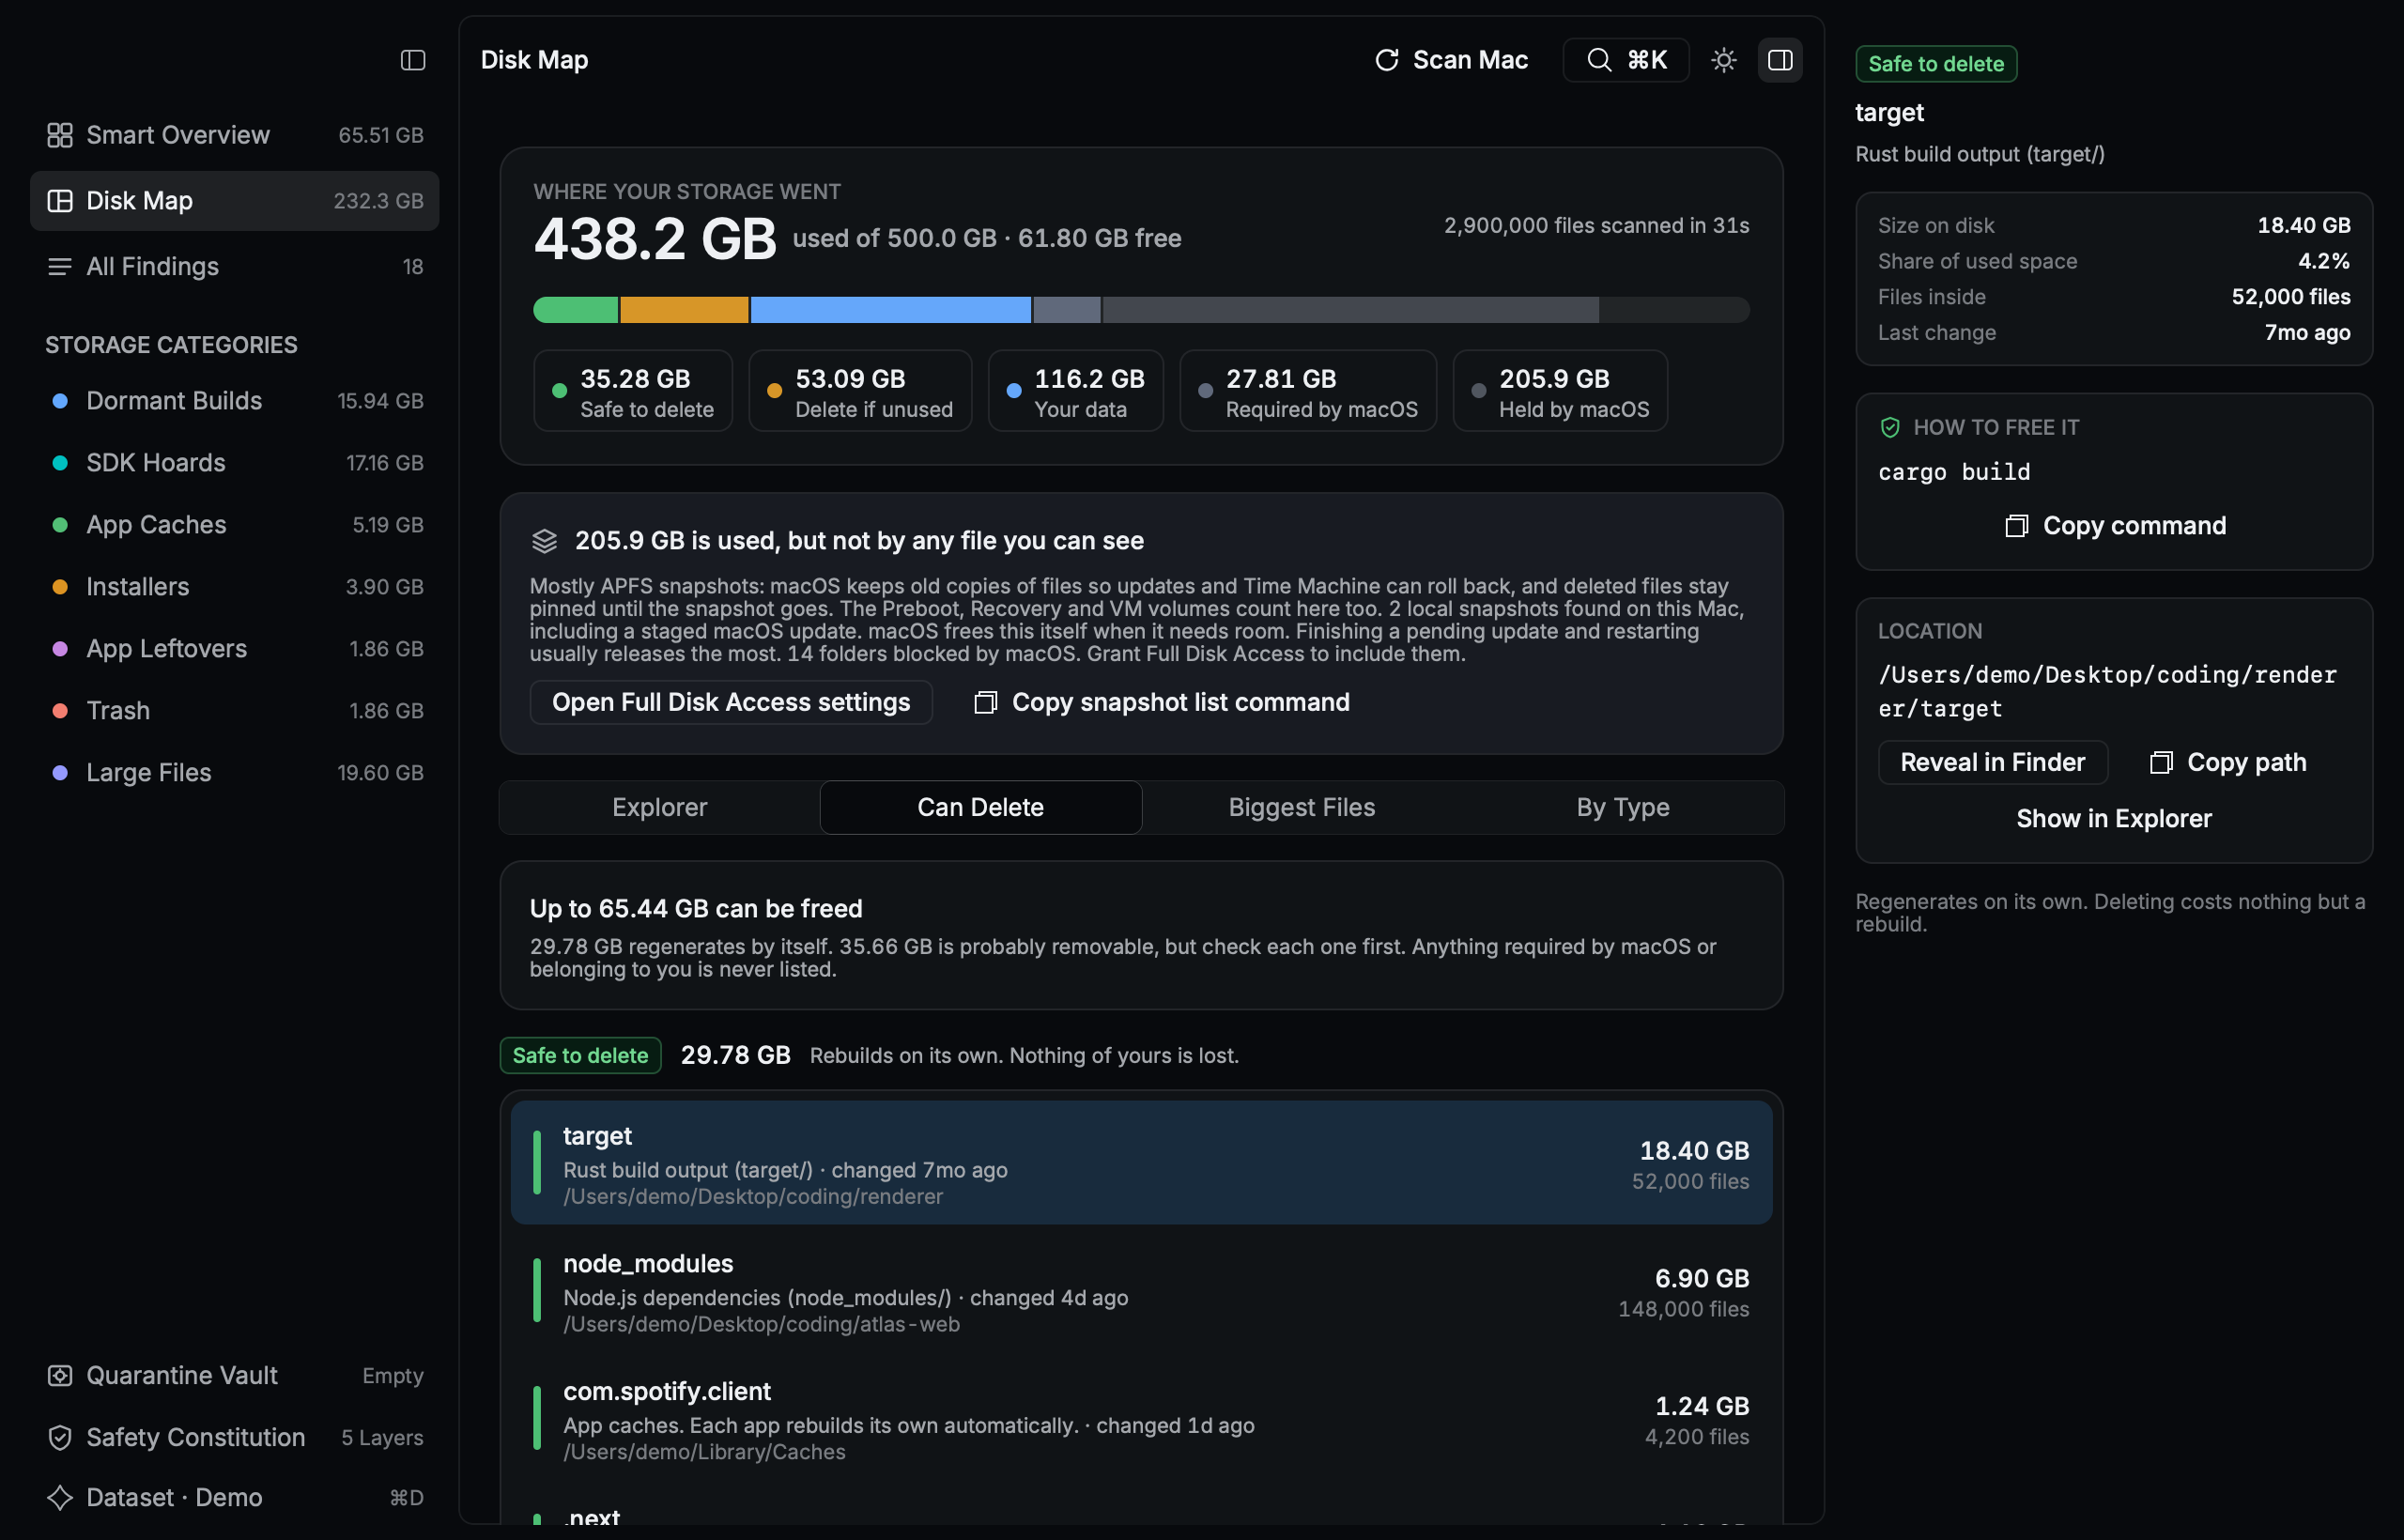 Smart Overview 65.51 GB
Disk Map 232.3 GB
All Findings 18
STORAGE CATEGORIES
Dormant Builds 15.94 GB
SDK Hoards 17.16 GB
App Caches 5.19 GB
Installers 3.90 GB
App Leftovers 1.86 GB
Trash 1.86 GB
Large Files 19.60 GB
Quarantine Vault Empty
Safety Constitution 5 Layers
Dataset · Demo ⌘D
Disk Map
Scan Mac
⌘K
WHERE YOUR STORAGE WENT
438.2 GB used of 500.0 GB · 61.80 GB free
2,900,000 files scanned in 31s
35.28 GB
Safe to delete
53.09 GB
Delete if unused
116.2 GB
Your data
27.81 GB
Required by macOS
205.9 GB
Held by macOS
205.9 GB is used, but not by any file you can see
Mostly APFS snapshots: macOS keeps old copies of files so updates and Time Machine can roll back, and deleted files stay
pinned until the snapshot goes. The Preboot, Recovery and VM volumes count here too. 2 local snapshots found on this Mac,
including a staged macOS update. macOS frees this itself when it needs room. Finishing a pending update and restarting
usually releases the most. 14 folders blocked by macOS. Grant Full Disk Access to include them.
Open Full Disk Access settings
Copy snapshot list command
Explorer
Can Delete
Biggest Files
By Type
Up to 65.44 GB can be freed
29.78 GB regenerates by itself. 35.66 GB is probably removable, but check each one first. Anything required by macOS or
belonging to you is never listed.
Safe to delete 29.78 GB Rebuilds on its own. Nothing of yours is lost.
target
Rust build output (target/) · changed 7mo ago
/Users/demo/Desktop/coding/renderer
18.40 GB
52,000 files
node_modules
Node.js dependencies (node_modules/) · changed 4d ago
/Users/demo/Desktop/coding/atlas-web
6.90 GB
148,000 files
com.spotify.client
App caches. Each app rebuilds its own automatically. · changed 1d ago
/Users/demo/Library/Caches
1.24 GB
4,200 files
.next
Safe to delete
target
Rust build output (target/)
Size on disk 18.40 GB
Share of used space 4.2%
Files inside 52,000 files
Last change 7mo ago
HOW TO FREE IT
cargo build
Copy command
LOCATION
/Users/demo/Desktop/coding/render
er/target
Reveal in Finder
Copy path
Show in Explorer
Regenerates on its own. Deleting costs nothing but a
rebuild.